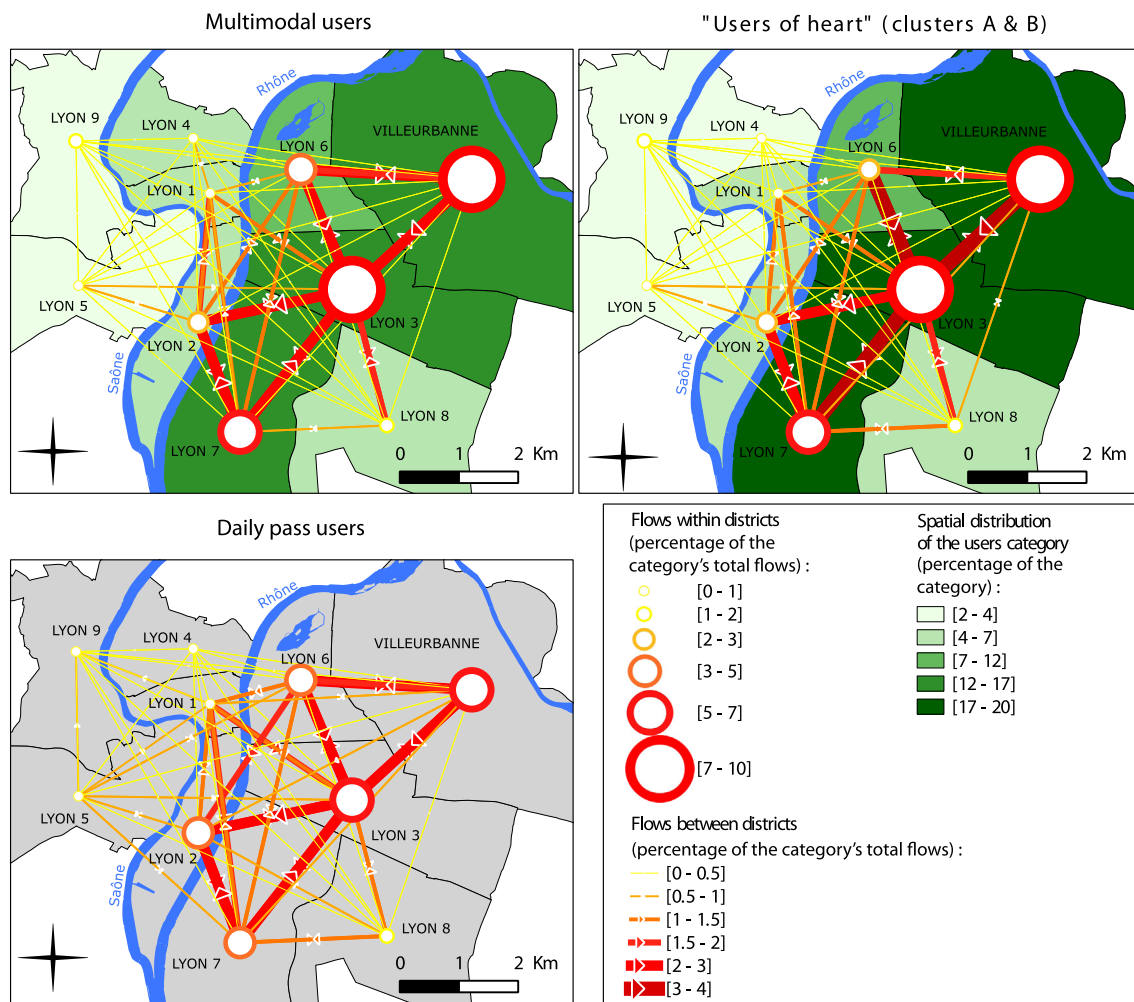 Multimodal users
Rhône
LYON 9
LYON 4
LYON 6
VILLEURBANNE
LYON 1
LYON 5
LYON 3
LYON 2
Saône
LYON 8
LYON 7
0 1 2 Km
"Users of heart" (clusters A & B)
Rhône
LYON 9
LYON 4
LYON 6
VILLEURBANNE
LYON 1
LYON 5
LYON 3
LYON 2
Saône
LYON 8
LYON 7
0 1 2 Km
Daily pass users
Rhône
LYON 9
LYON 4
LYON 6
VILLEURBANNE
LYON 1
LYON 5
LYON 3
LYON 2
Saône
LYON 8
LYON 7
0 1 2 Km
Flows within districts
(percentage of the
category's total flows) :
[0 - 1]
[1 - 2]
[2 - 3]
[3 - 5]
[5 - 7]
[7 - 10]
Flows between districts
(percentage of the category's total flows) :
[0 - 0.5]
[0.5 - 1]
[1 - 1.5]
[1.5 - 2]
[2 - 3]
[3 - 4]
Spatial distribution
of the users category
(percentage of the
category) :
[2 - 4]
[4 - 7]
[7 - 12]
[12 - 17]
[17 - 20]